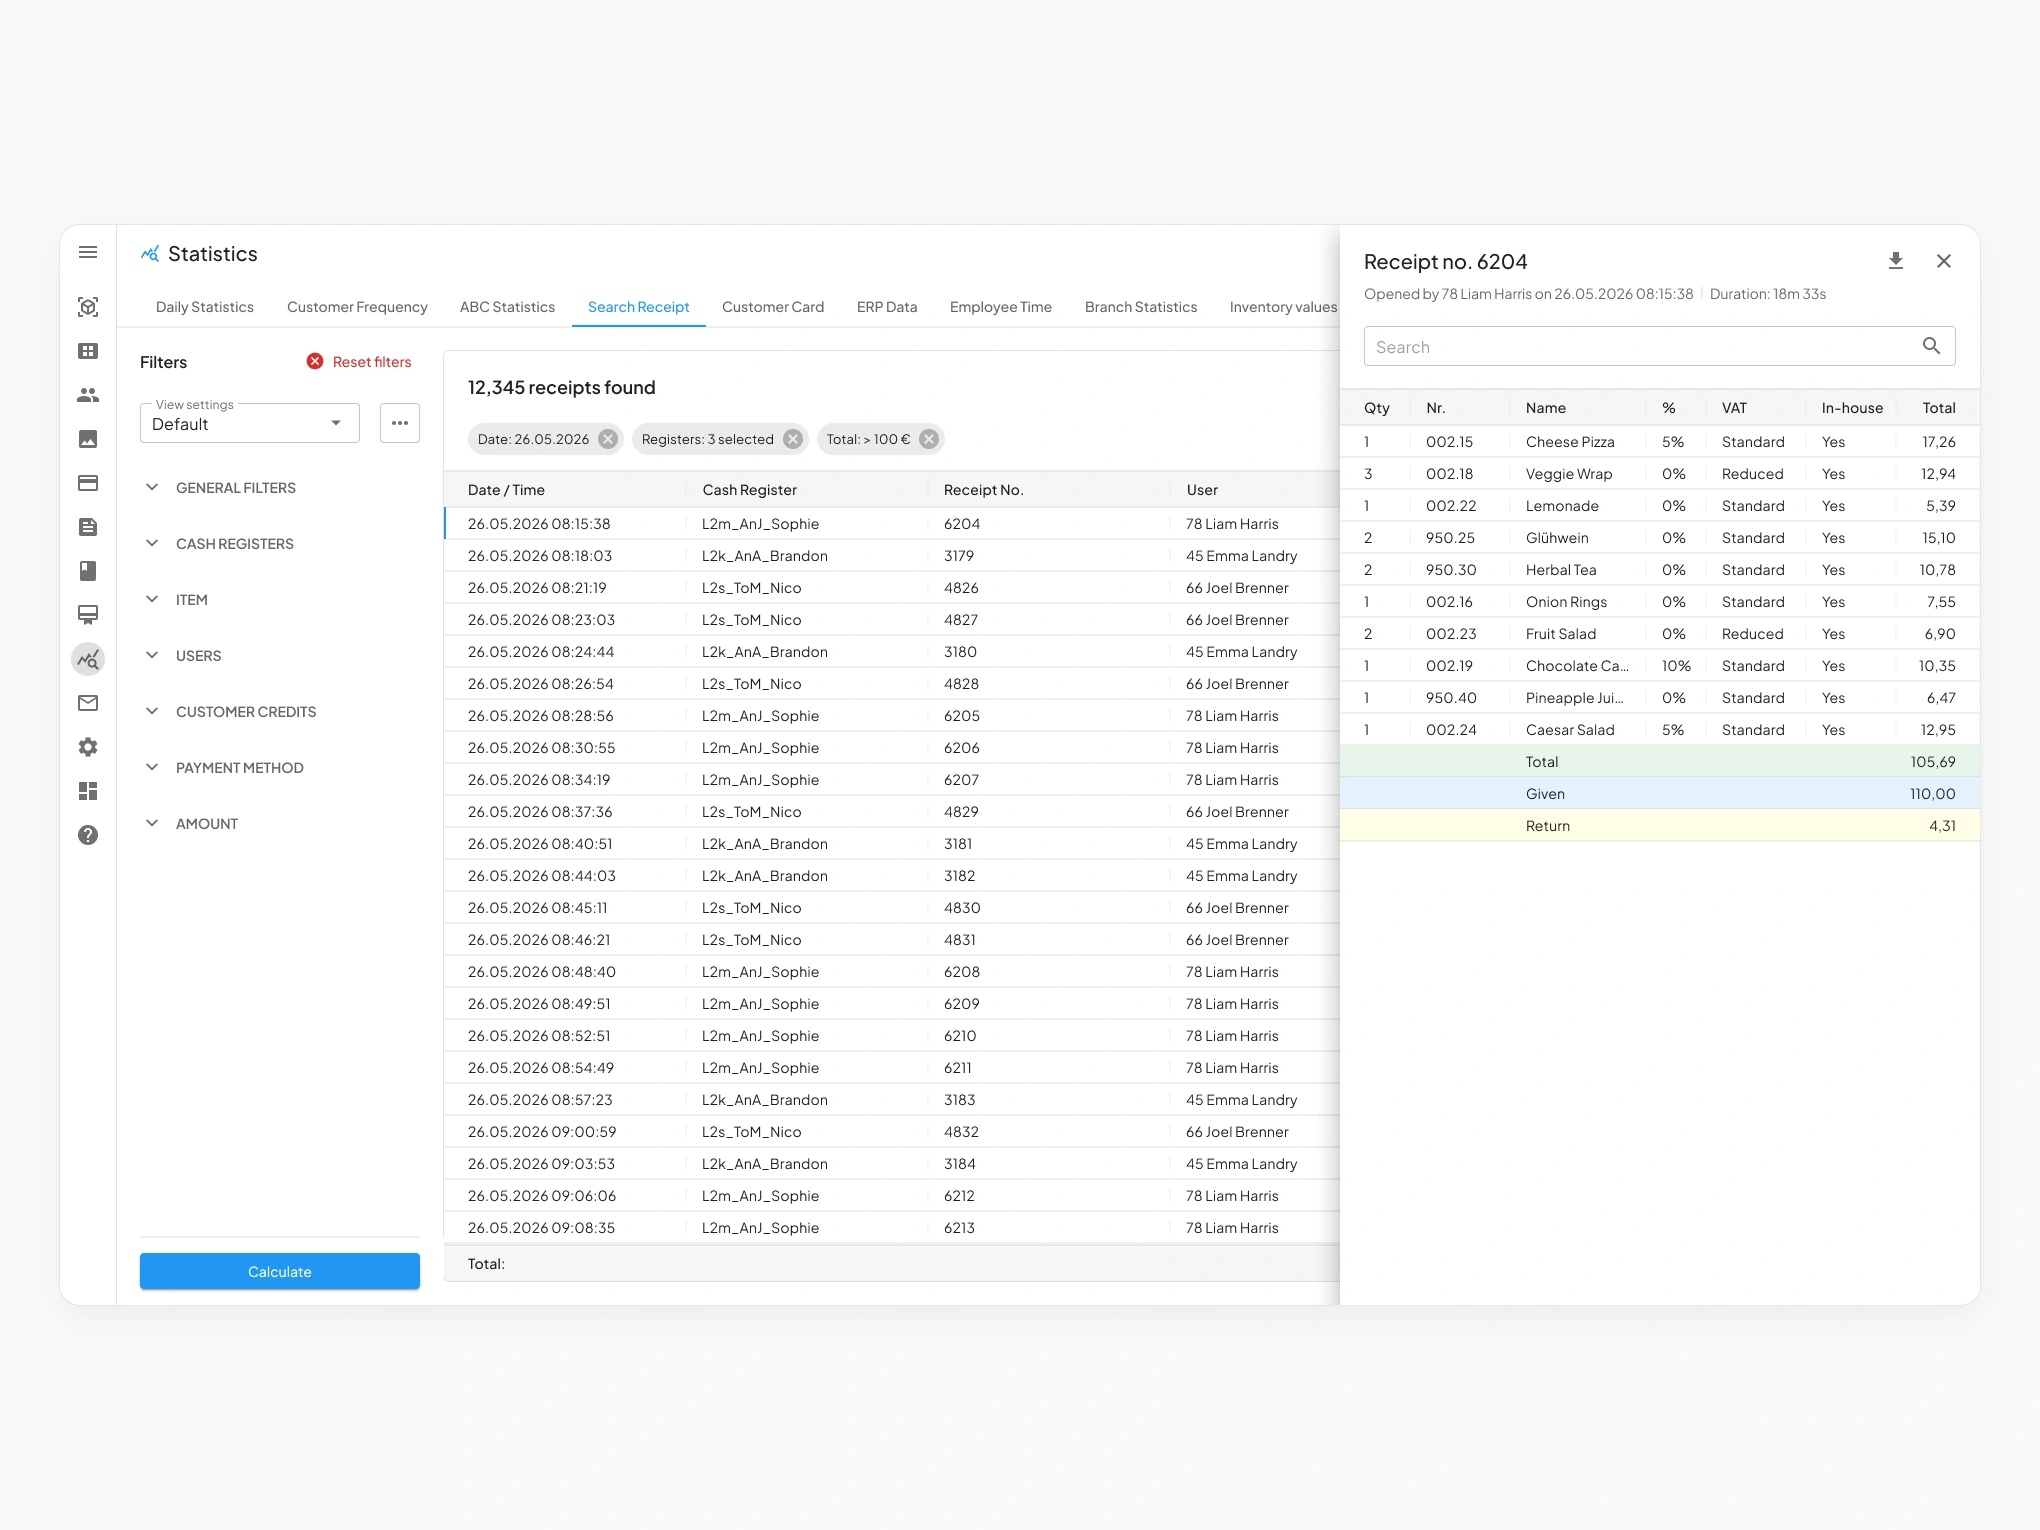 Statistics
Daily Statistics Customer Frequency ABC Statistics Search Receipt Customer Card ERP Data Employee Time Branch Statistics Inventory values
Filters Reset filters
View settings
Default
GENERAL FILTERS
CASH REGISTERS
ITEM
USERS
CUSTOMER CREDITS
PAYMENT METHOD
AMOUNT
Calculate
12,345 receipts found
Date: 26.05.2026 Registers: 3 selected Total: > 100 €
Date / Time Cash Register Receipt No. User
26.05.2026 08:15:38 L2m_AnJ_Sophie 6204 78 Liam Harris
26.05.2026 08:18:03 L2k_AnA_Brandon 3179 45 Emma Landry
26.05.2026 08:21:19 L2s_ToM_Nico 4826 66 Joel Brenner
26.05.2026 08:23:03 L2s_ToM_Nico 4827 66 Joel Brenner
26.05.2026 08:24:44 L2k_AnA_Brandon 3180 45 Emma Landry
26.05.2026 08:26:54 L2s_ToM_Nico 4828 66 Joel Brenner
26.05.2026 08:28:56 L2m_AnJ_Sophie 6205 78 Liam Harris
26.05.2026 08:30:55 L2m_AnJ_Sophie 6206 78 Liam Harris
26.05.2026 08:34:19 L2m_AnJ_Sophie 6207 78 Liam Harris
26.05.2026 08:37:36 L2s_ToM_Nico 4829 66 Joel Brenner
26.05.2026 08:40:51 L2k_AnA_Brandon 3181 45 Emma Landry
26.05.2026 08:44:03 L2k_AnA_Brandon 3182 45 Emma Landry
26.05.2026 08:45:11 L2s_ToM_Nico 4830 66 Joel Brenner
26.05.2026 08:46:21 L2s_ToM_Nico 4831 66 Joel Brenner
26.05.2026 08:48:40 L2m_AnJ_Sophie 6208 78 Liam Harris
26.05.2026 08:49:51 L2m_AnJ_Sophie 6209 78 Liam Harris
26.05.2026 08:52:51 L2m_AnJ_Sophie 6210 78 Liam Harris
26.05.2026 08:54:49 L2m_AnJ_Sophie 6211 78 Liam Harris
26.05.2026 08:57:23 L2k_AnA_Brandon 3183 45 Emma Landry
26.05.2026 09:00:59 L2s_ToM_Nico 4832 66 Joel Brenner
26.05.2026 09:03:53 L2k_AnA_Brandon 3184 45 Emma Landry
26.05.2026 09:06:06 L2m_AnJ_Sophie 6212 78 Liam Harris
26.05.2026 09:08:35 L2m_AnJ_Sophie 6213 78 Liam Harris
Total:
Receipt no. 6204
Opened by 78 Liam Harris on 26.05.2026 08:15:38 Duration: 18m 33s
Search
Qty Nr. Name % VAT In-house Total
1 002.15 Cheese Pizza 5% Standard Yes 17,26
3 002.18 Veggie Wrap 0% Reduced Yes 12,94
1 002.22 Lemonade 0% Standard Yes 5,39
2 950.25 Glühwein 0% Standard Yes 15,10
2 950.30 Herbal Tea 0% Standard Yes 10,78
1 002.16 Onion Rings 0% Standard Yes 7,55
2 002.23 Fruit Salad 0% Reduced Yes 6,90
1 002.19 Chocolate Ca... 10% Standard Yes 10,35
1 950.40 Pineapple Jui... 0% Standard Yes 6,47
1 002.24 Caesar Salad 5% Standard Yes 12,95
Total 105,69
Given 110,00
Return 4,31